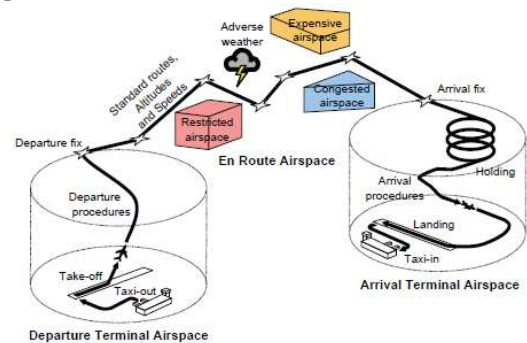 Adverse
weather
Expensive
airspace
Standard routes,
Altitudes
and Speeds
Restricted
airspace
Congested
airspace
Arrival fix
Departure fix
En Route Airspace
Holding
Arrival
procedures
Departure
procedures
Landing
Take-off
Taxi-in
Taxi-out
Arrival Terminal Airspace
Departure Terminal Airspace